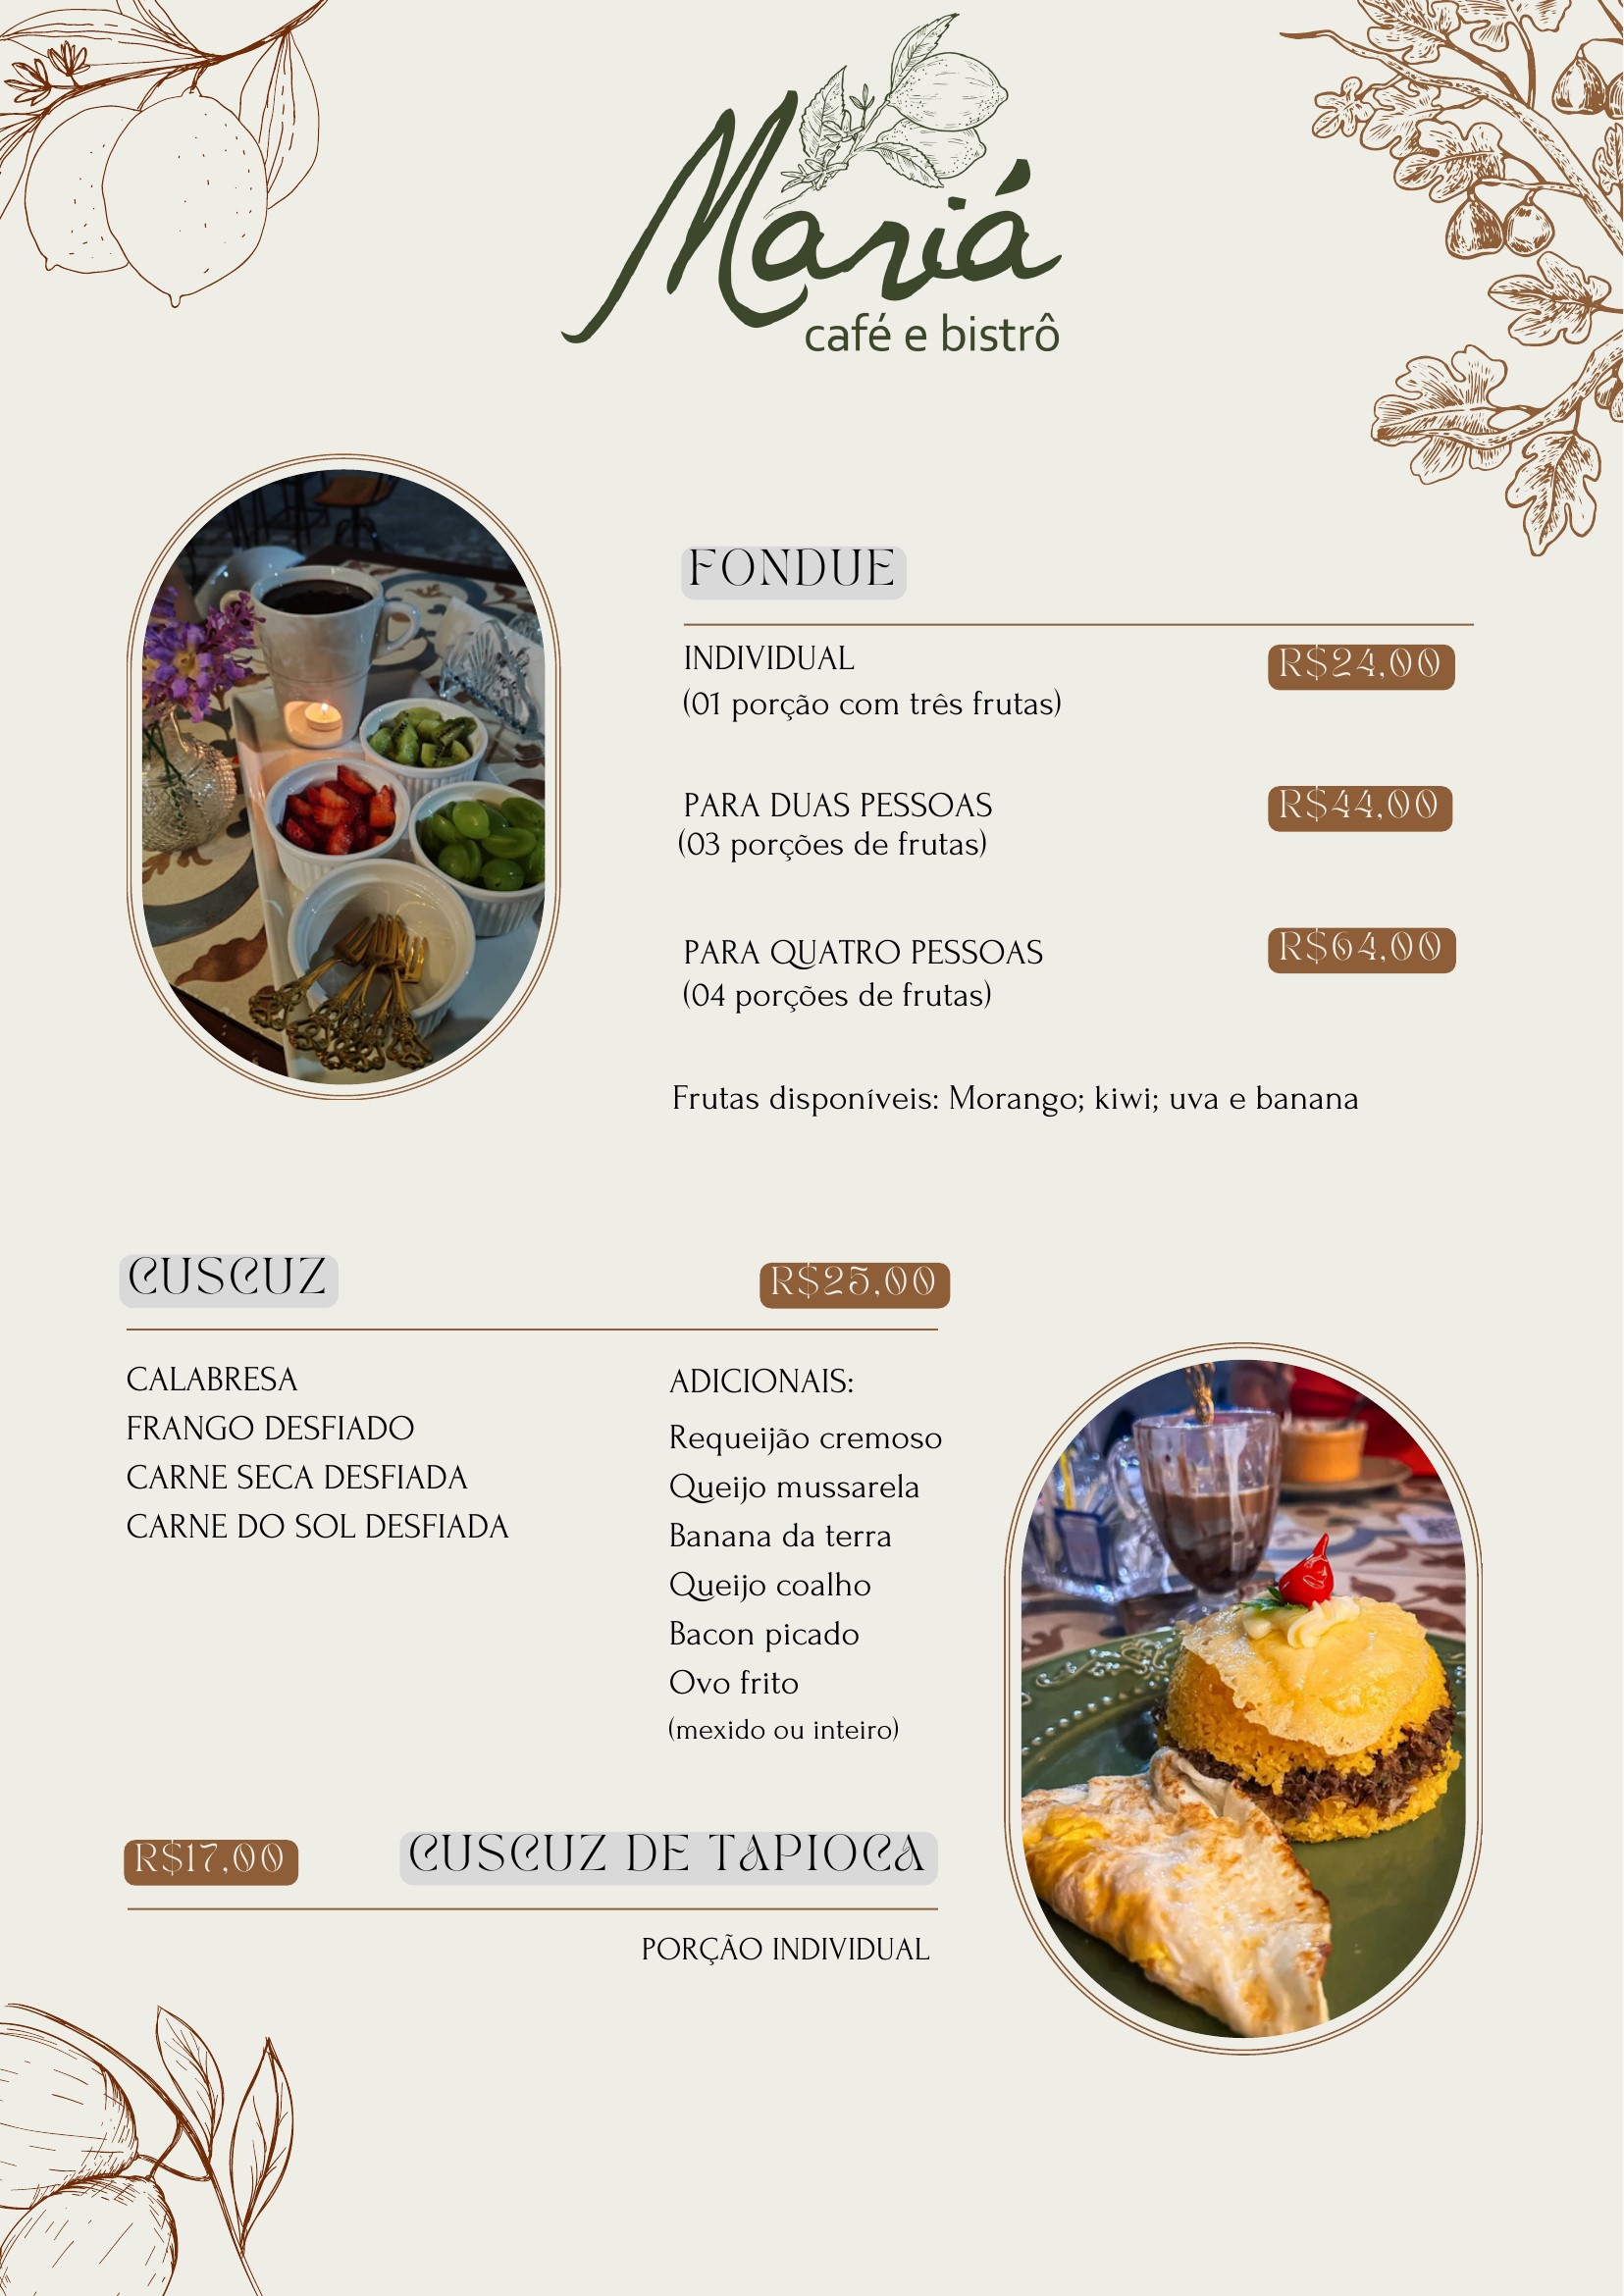 Mariá
café e bistrô
FONDUE
INDIVIDUAL R$24,00
(01 porção com três frutas)
PARA DUAS PESSOAS R$44,00
(03 porções de frutas)
PARA QUATRO PESSOAS R$64,00
(04 porções de frutas)
Frutas disponíveis: Morango; kiwi; uva e banana
CUSCUZ R$25,00
CALABRESA
FRANGO DESFIADO
CARNE SECA DESFIADA
CARNE DO SOL DESFIADA
ADICIONAIS:
Requeijão cremoso
Queijo mussarela
Banana da terra
Queijo coalho
Bacon picado
Ovo frito
(mexido ou inteiro)
R$17,00 CUSCUZ DE TAPIOCA
PORÇÃO INDIVIDUAL